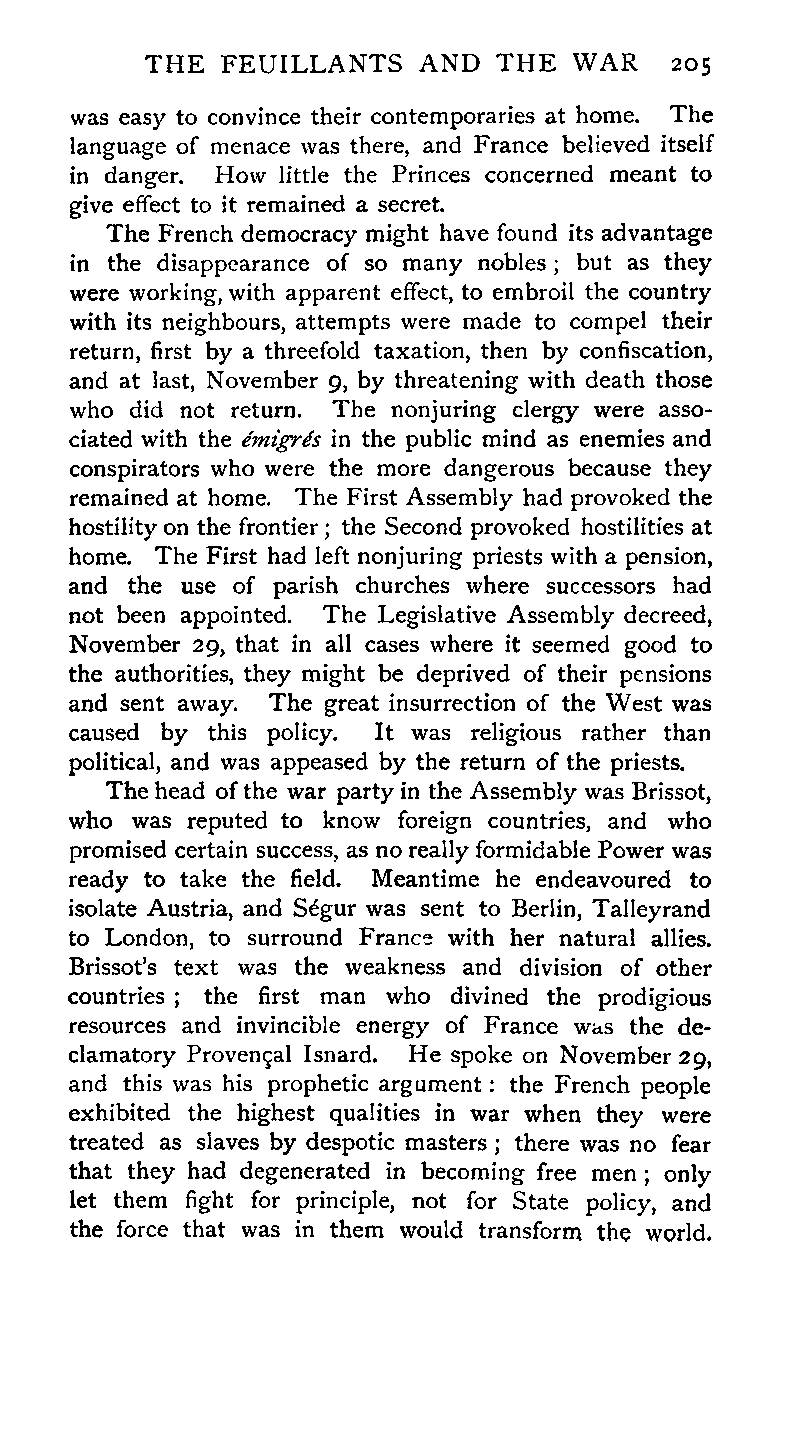 THE FEUILLANTS AND THE WAR 205
was easy to convince their contemporaries at home. The
language of menace was there, and France believed itself
in danger. How little the Princes concerned meant to
give effect to it remained a secret.
The French democracy might have found its advantage
in the disappearance of so many nobles ; but as they
were working, with apparent effect, to embroil the country
with its neighbours, attempts were made to compel their
return, first by a threefold taxation, then by confiscation,
and at last, November 9, by threatening with death those
who did not return. The nonjuring clergy were asso-
ciated with the émigrés in the public mind as enemies and
conspirators who were the more dangerous because they
remained at home. The First Assembly had provoked the
hostility on the frontier ; the Second provoked hostilities at
home. The First had left nonjuring priests with a pension,
and the use of parish churches where successors had
not been appointed. The Legislative Assembly decreed,
November 29, that in all cases where it seemed good to
the authorities, they might be deprived of their pensions
and sent away. The great insurrection of the West was
caused by this policy. It was religious rather than
political, and was appeased by the return of the priests.
The head of the war party in the Assembly was Brissot,
who was reputed to know foreign countries, and who
promised certain success, as no really formidable Power was
ready to take the field. Meantime he endeavoured to
isolate Austria, and Ségur was sent to Berlin, Talleyrand
to London, to surround France with her natural allies.
Brissot's text was the weakness and division of other
countries ; the first man who divined the prodigious
resources and invincible energy of France was the de-
clamatory Provençal Isnard. He spoke on November 29,
and this was his prophetic argument : the French people
exhibited the highest qualities in war when they were
treated as slaves by despotic masters ; there was no fear
that they had degenerated in becoming free men ; only
let them fight for principle, not for State policy, and
the force that was in them would transform the world.